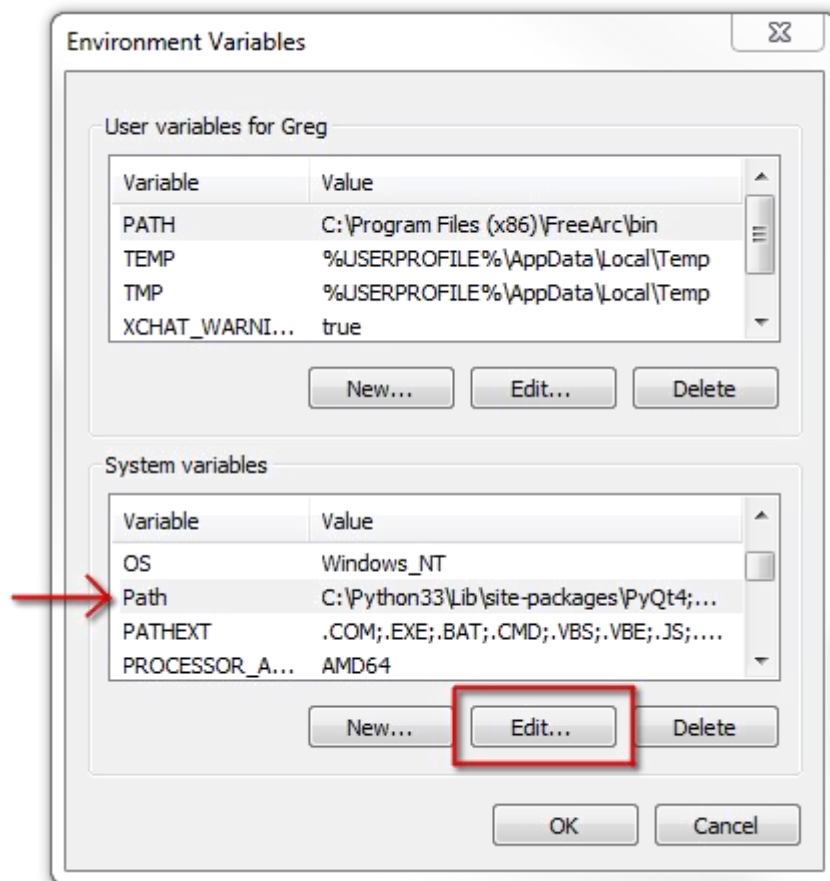 Environment Variables
User variables for Greg
Variable Value
PATH C:\Program Files (x86)\FreeArc\bin
TEMP %USERPROFILE%\AppData\Local\Temp
TMP %USERPROFILE%\AppData\Local\Temp
XCHAT_WARNI... true
New... Edit... Delete
System variables
Variable Value
OS Windows_NT
Path C:\Python33\Lib\site-packages\PyQt4;...
PATHEXT .COM;.EXE;.BAT;.CMD;.VBS;.VBE;.JS;....
PROCESSOR_A... AMD64
New... Edit... Delete
OK Cancel